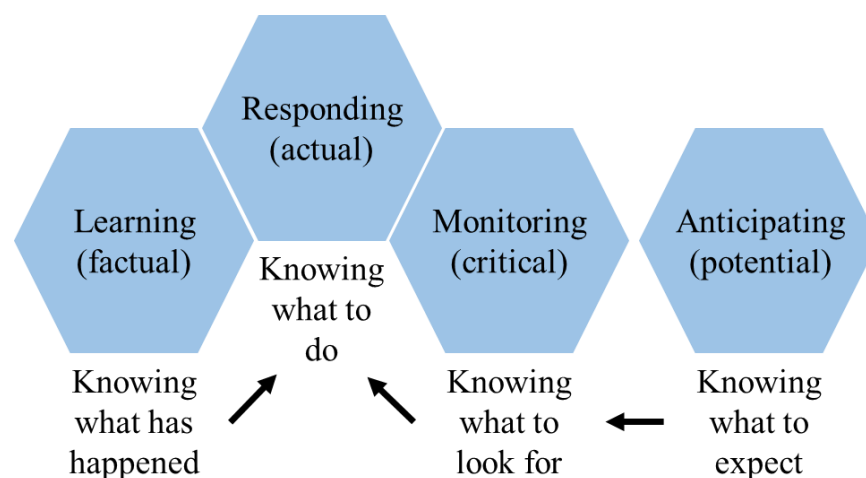 Responding
(actual)
Learning
(factual)
Monitoring
(critical)
Anticipating
(potential)
Knowing
what to
do
Knowing
what has
happened
Knowing
what to
look for
Knowing
what to
expect